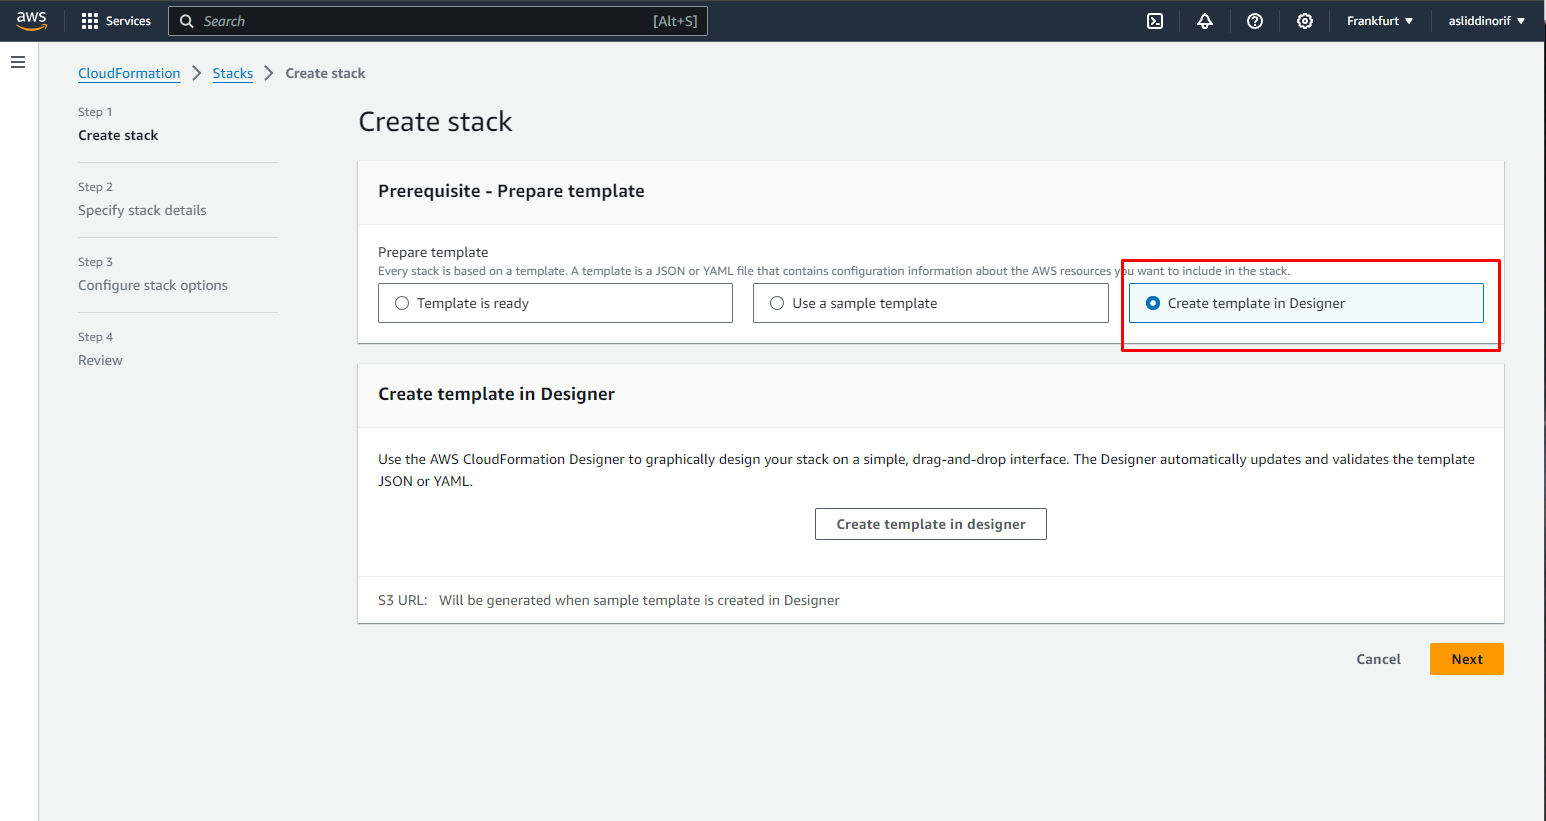 aws
Services
Search
[Alt+S]
Frankfurt
asliddinorif
CloudFormation
Stacks
Create stack
Step 1
Create stack
Step 2
Specify stack details
Step 3
Configure stack options
Step 4
Review
Create stack
Prerequisite - Prepare template
Prepare template
Every stack is based on a template. A template is a JSON or YAML file that contains configuration information about the AWS resources you want to include in the stack.
Template is ready
Use a sample template
Create template in Designer
Create template in Designer
Use the AWS CloudFormation Designer to graphically design your stack on a simple, drag-and-drop interface. The Designer automatically updates and validates the template
JSON or YAML.
Create template in designer
S3 URL: Will be generated when sample template is created in Designer
Cancel
Next